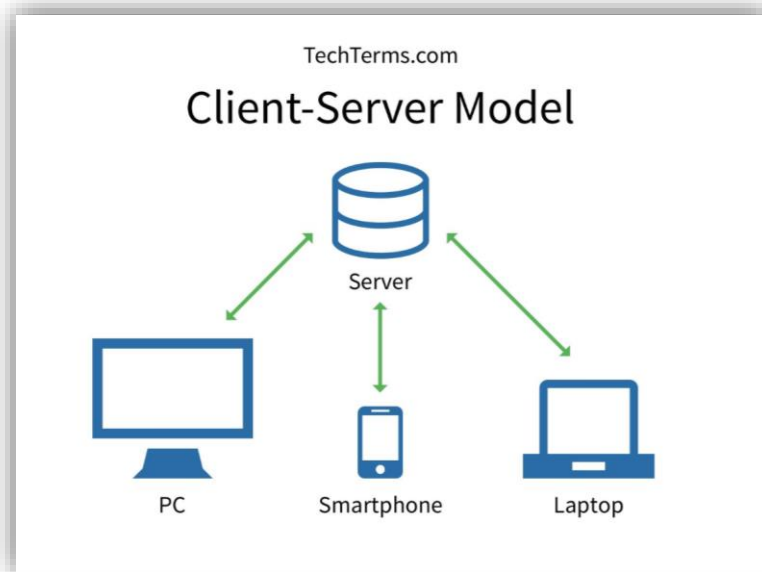 TechTerms.com
Client-Server Model
Server
PC
Smartphone
Laptop